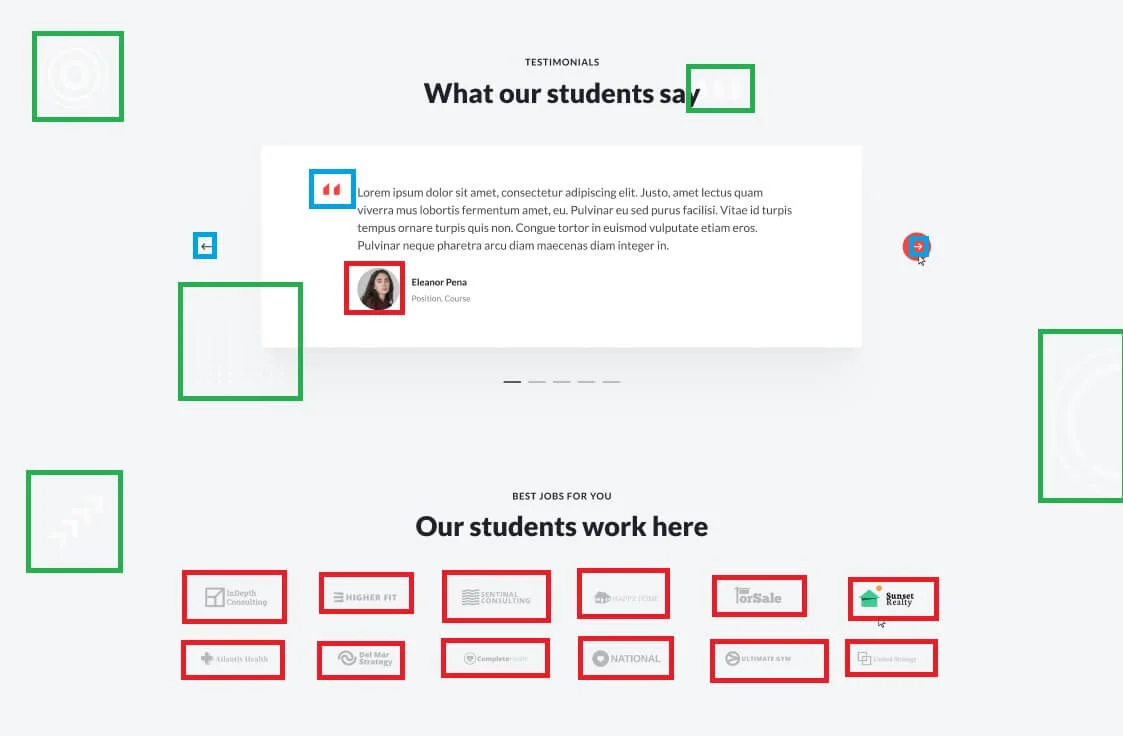 TESTIMONIALS
What our students say
Lorem ipsum dolor sit amet, consectetur adipiscing elit. Justo, amet lectus quam
viverra mus lobortis fermentum amet, eu. Pulvinar eu sed purus facilisi. Vitae id turpis
tempus ornare turpis quis non. Congue tortor in euismod vulputate etiam eros.
Pulvinar neque pharetra arcu diam maecenas diam integer in.
Eleanor Pena
Position, Course
BEST JOBS FOR YOU
Our students work here
InDepth
Consulting
HIGHER FIT
SENTINAL
CONSULTING
HAPPY HOME
forSale
Sunset
Realty
Atlantis Health
Del Mar
Strategy
CompleteHealth
NATIONAL
ULTIMATE GYM
United Strategy